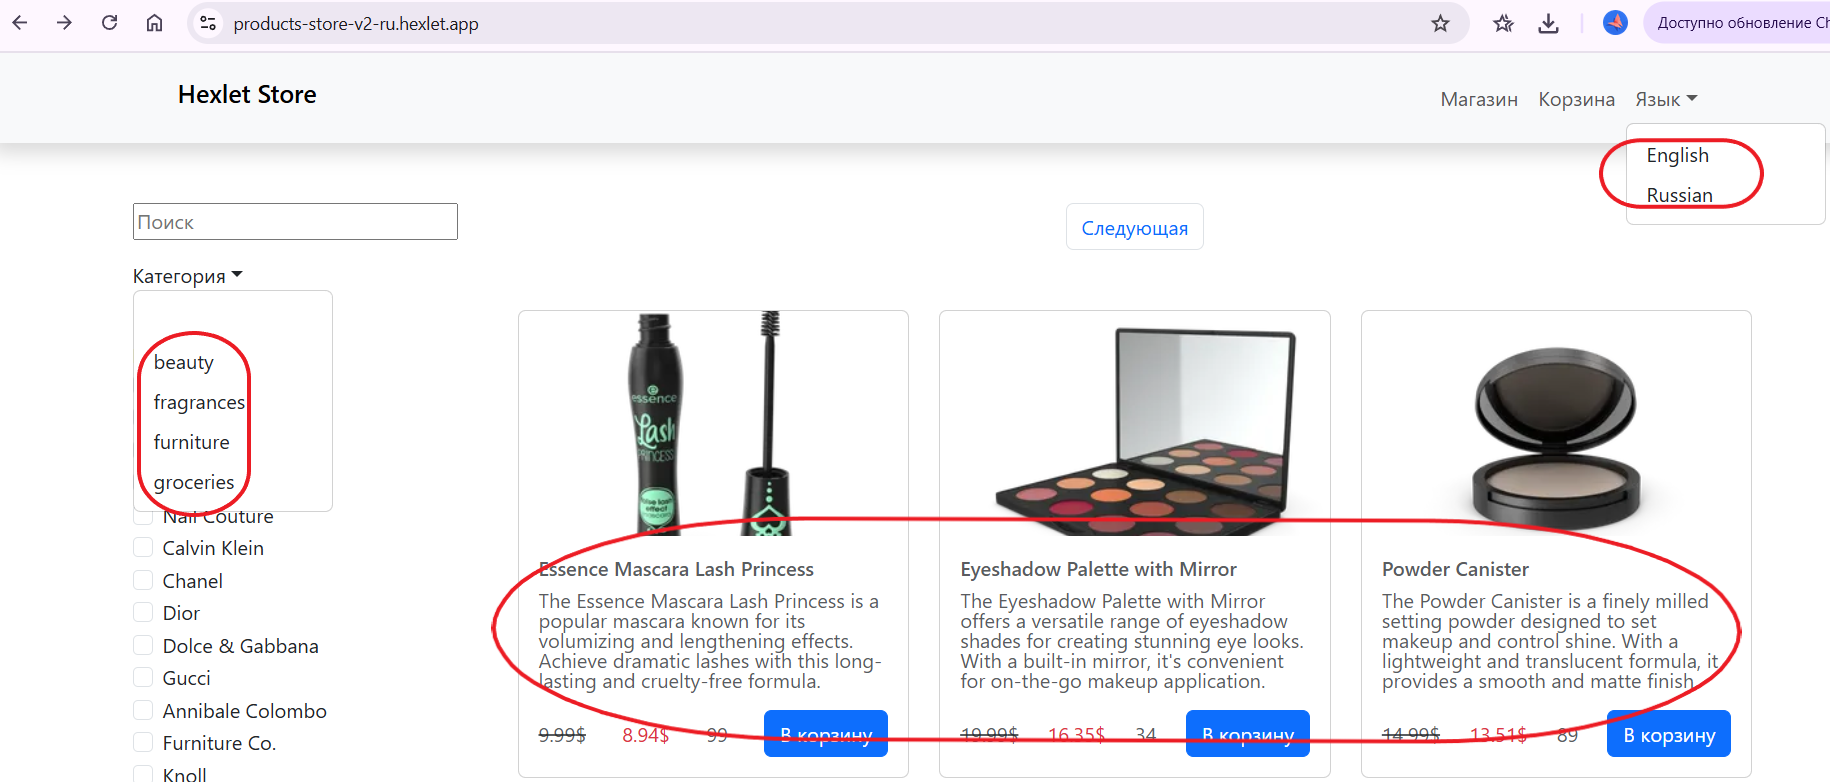 products-store-v2-ru.hexlet.app
Доступно обновление Ch
Hexlet Store
Магазин Корзина Язык
English
Russian
Поиск
Следующая
Категория
beauty
fragrances
furniture
groceries
Nail Couture
Calvin Klein
Chanel
Dior
Dolce & Gabbana
Gucci
Annibale Colombo
Furniture Co.
Knoll
essence
Lash
PRINCESS
false lash
effect
Essence Mascara Lash Princess
The Essence Mascara Lash Princess is a
popular mascara known for its
volumizing and lengthening effects.
Achieve dramatic lashes with this long-
lasting and cruelty-free formula.
9.99$ 8.94$ 99 В корзину
Eyeshadow Palette with Mirror
The Eyeshadow Palette with Mirror
offers a versatile range of eyeshadow
shades for creating stunning eye looks.
With a built-in mirror, it's convenient
for on-the-go makeup application.
19.99$ 16.35$ 34 В корзину
Powder Canister
The Powder Canister is a finely milled
setting powder designed to set
makeup and control shine. With a
lightweight and translucent formula, it
provides a smooth and matte finish.
14.99$ 13.51$ 89 В корзину